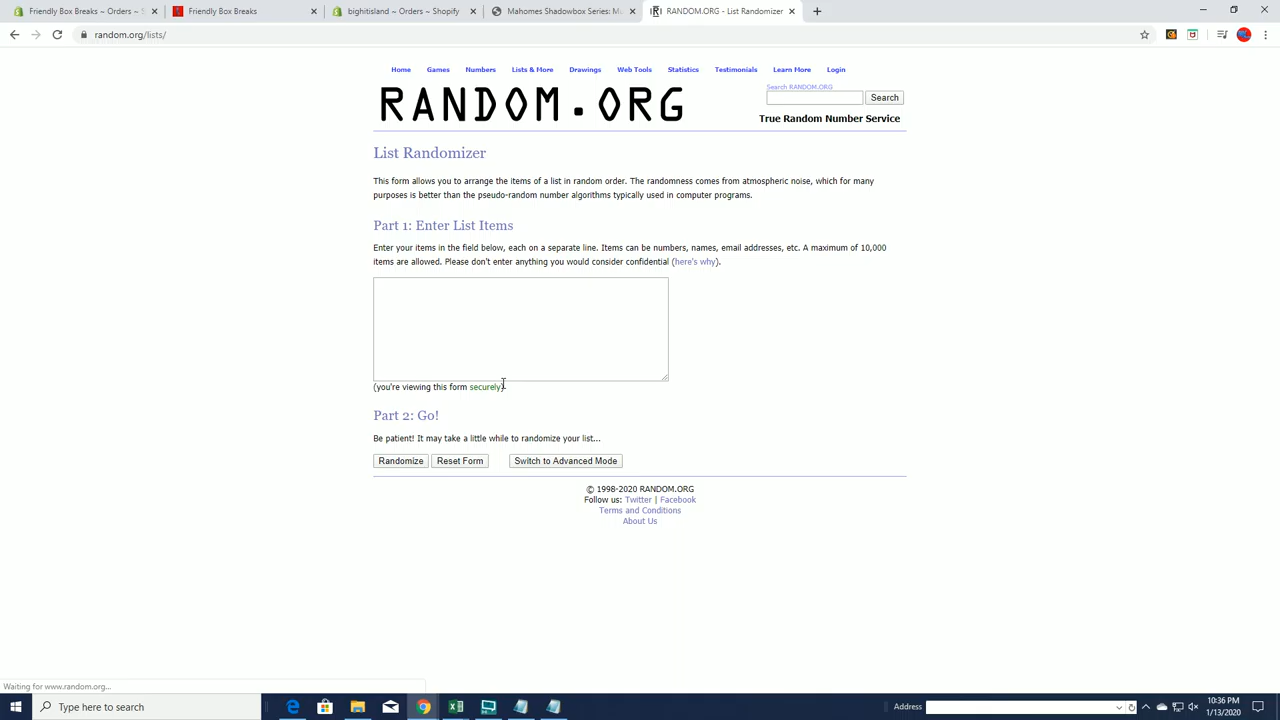 Friendly Box Breaks ~ Orders ~ S
Friendly Box Breaks
bightisland ~ Orders ~ Shopify
Mahomes Shadowbox Series: Mu
RANDOM.ORG - List Randomizer
random.org/lists/
Home Games Numbers Lists & More Drawings Web Tools Statistics Testimonials Learn More Login
RANDOM.ORG
Search RANDOM.ORG
Search
True Random Number Service
List Randomizer
This form allows you to arrange the items of a list in random order. The randomness comes from atmospheric noise, which for many
purposes is better than the pseudo-random number algorithms typically used in computer programs.
Part 1: Enter List Items
Enter your items in the field below, each on a separate line. Items can be numbers, names, email addresses, etc. A maximum of 10,000
items are allowed. Please don't enter anything you would consider confidential (here's why).
(you're viewing this form securely)
Part 2: Go!
Be patient! It may take a little while to randomize your list...
Randomize Reset Form Switch to Advanced Mode
© 1998-2020 RANDOM.ORG
Follow us: Twitter | Facebook
Terms and Conditions
About Us
Waiting for www.random.org...
Type here to search
Address
10:36 PM
1/13/2020